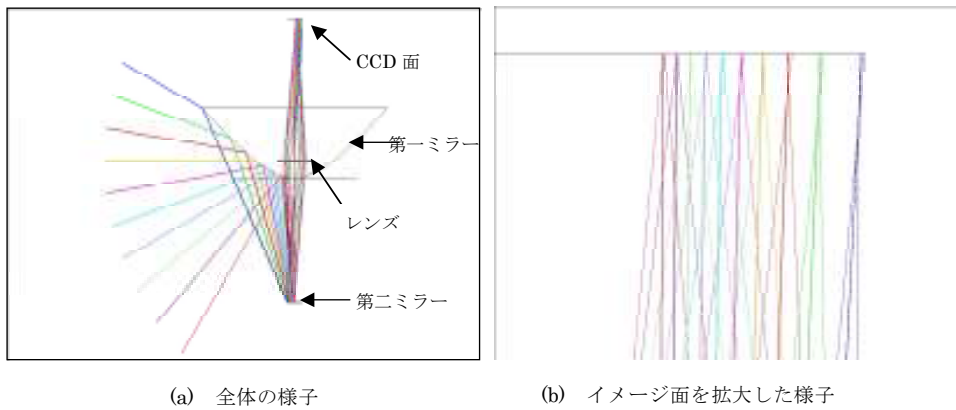 CCD 面
第一ミラー
レンズ
第二ミラー
(a) 全体の様子
(b) イメージ面を拡大した様子